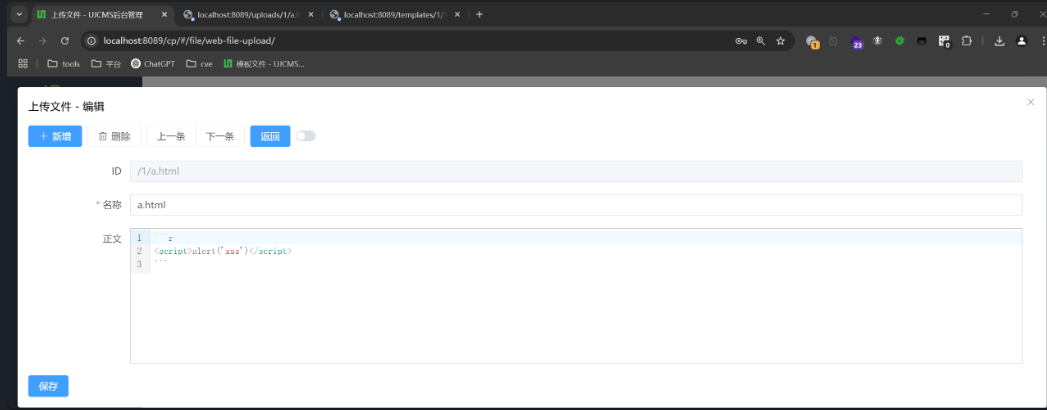 上传文件 - UJCMS后台管理
localhost:8089/uploads/1/a.h
localhost:8089/templates/1/
localhost:8089/cp/#/file/web-file-upload/
1
23
0
tools
平台
ChatGPT
cve
模板文件 - UJCMS...
上传文件 - 编辑
新增 删除 上一条 下一条 返回
ID /1/a.html
* 名称 a.html
正文
1 ```r
2 <script>alert("xss")</script>
3 ```
保存